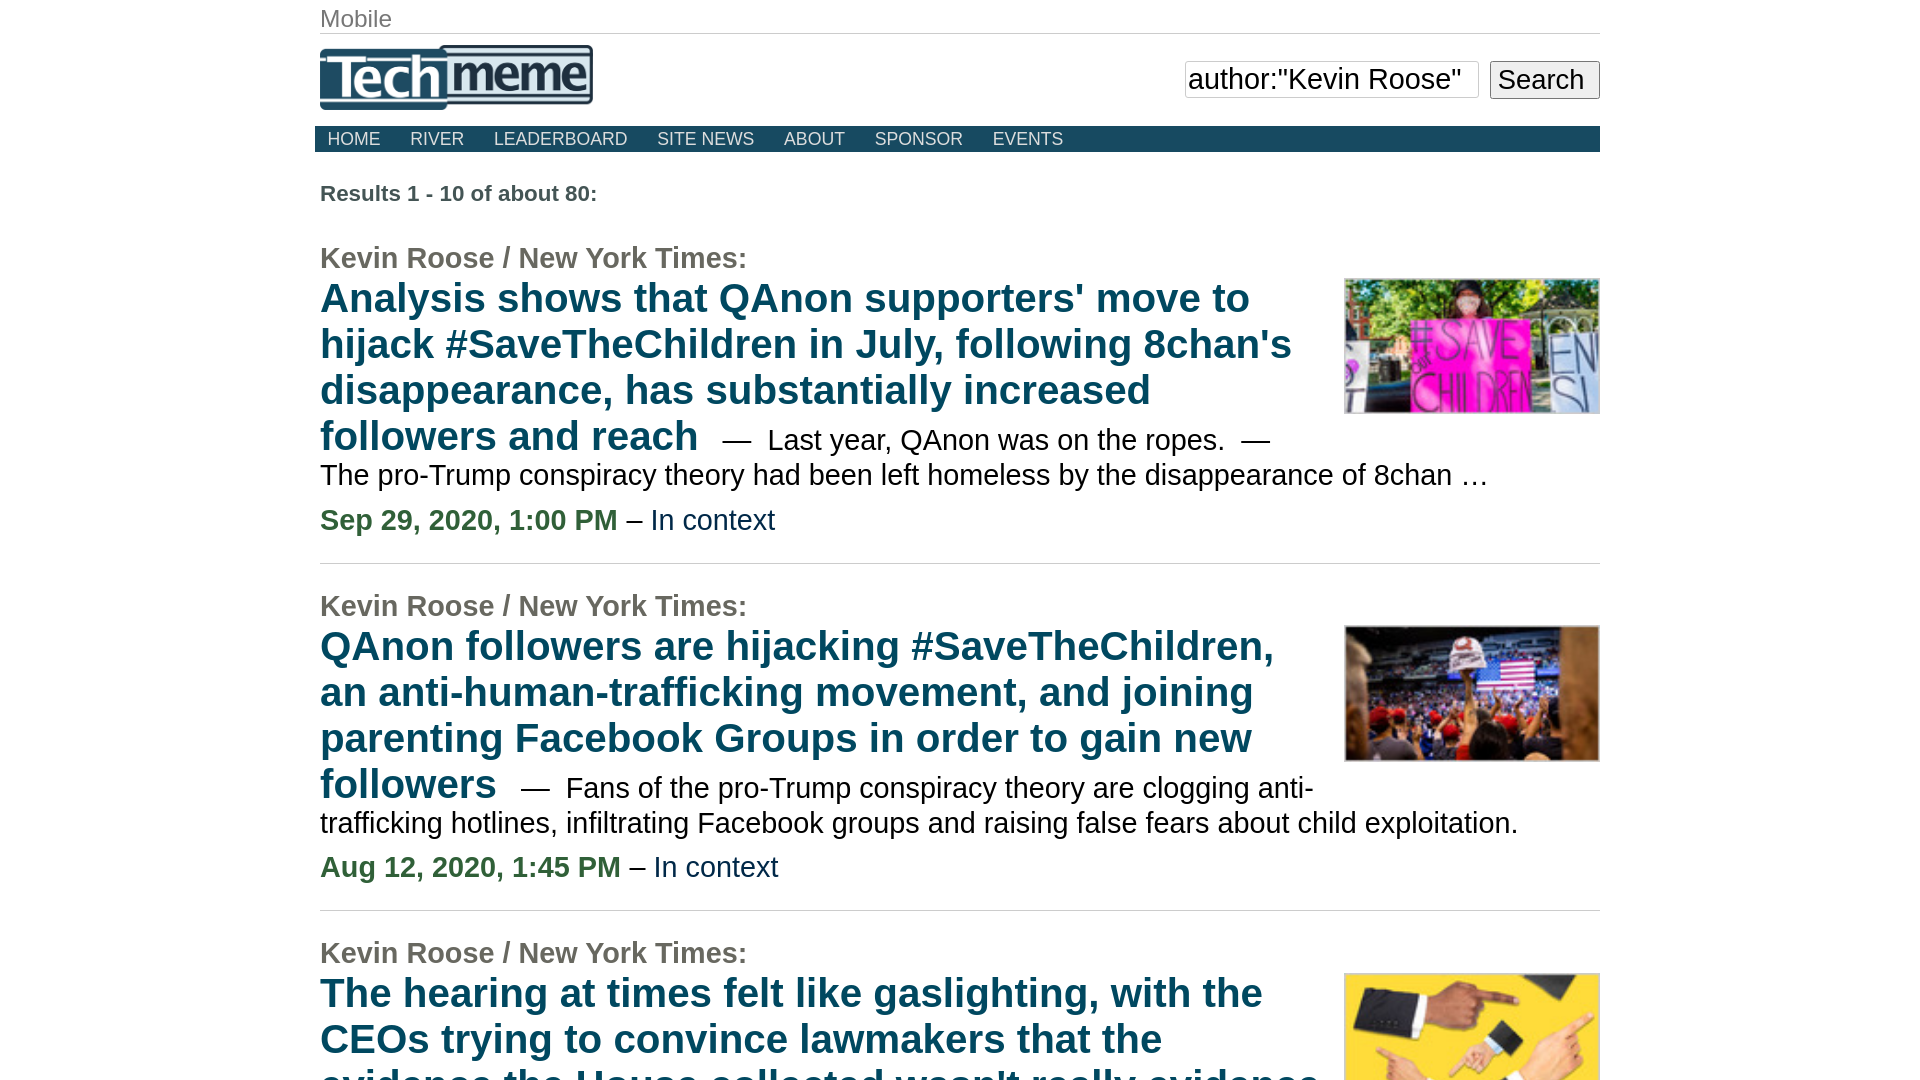 Mobile
Techmeme
author:"Kevin Roose" Search
HOME RIVER LEADERBOARD SITE NEWS ABOUT SPONSOR EVENTS
Results 1 - 10 of about 80:
Kevin Roose / New York Times:
Analysis shows that QAnon supporters' move to
hijack #SaveTheChildren in July, following 8chan's
disappearance, has substantially increased
followers and reach — Last year, QAnon was on the ropes. —
The pro-Trump conspiracy theory had been left homeless by the disappearance of 8chan …
#SAVE
OUR
CHILDREN
Sep 29, 2020, 1:00 PM – In context
Kevin Roose / New York Times:
QAnon followers are hijacking #SaveTheChildren,
an anti-human-trafficking movement, and joining
parenting Facebook Groups in order to gain new
followers — Fans of the pro-Trump conspiracy theory are clogging anti-
trafficking hotlines, infiltrating Facebook groups and raising false fears about child exploitation.
Aug 12, 2020, 1:45 PM – In context
Kevin Roose / New York Times:
The hearing at times felt like gaslighting, with the
CEOs trying to convince lawmakers that the
evidence the House collected wasn't really evidence